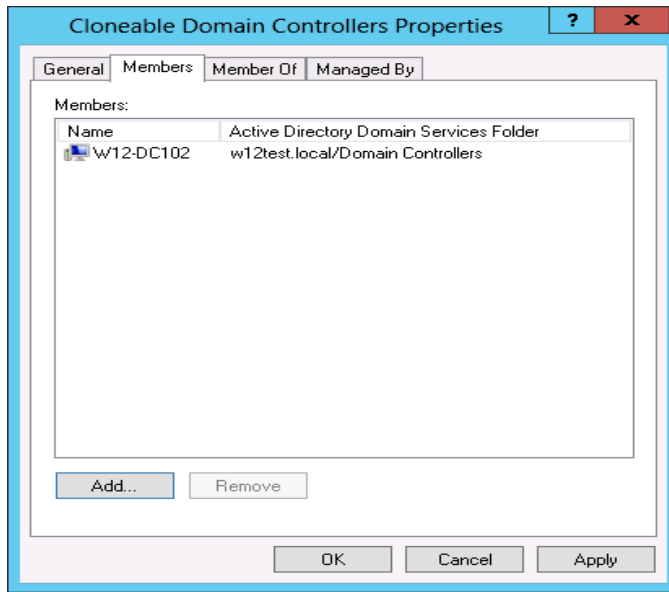 Cloneable Domain Controllers Properties ? x
General Members Member Of Managed By
Members:
Name Active Directory Domain Services Folder
W12-DC102 w12test.local/Domain Controllers
Add... Remove
OK Cancel Apply